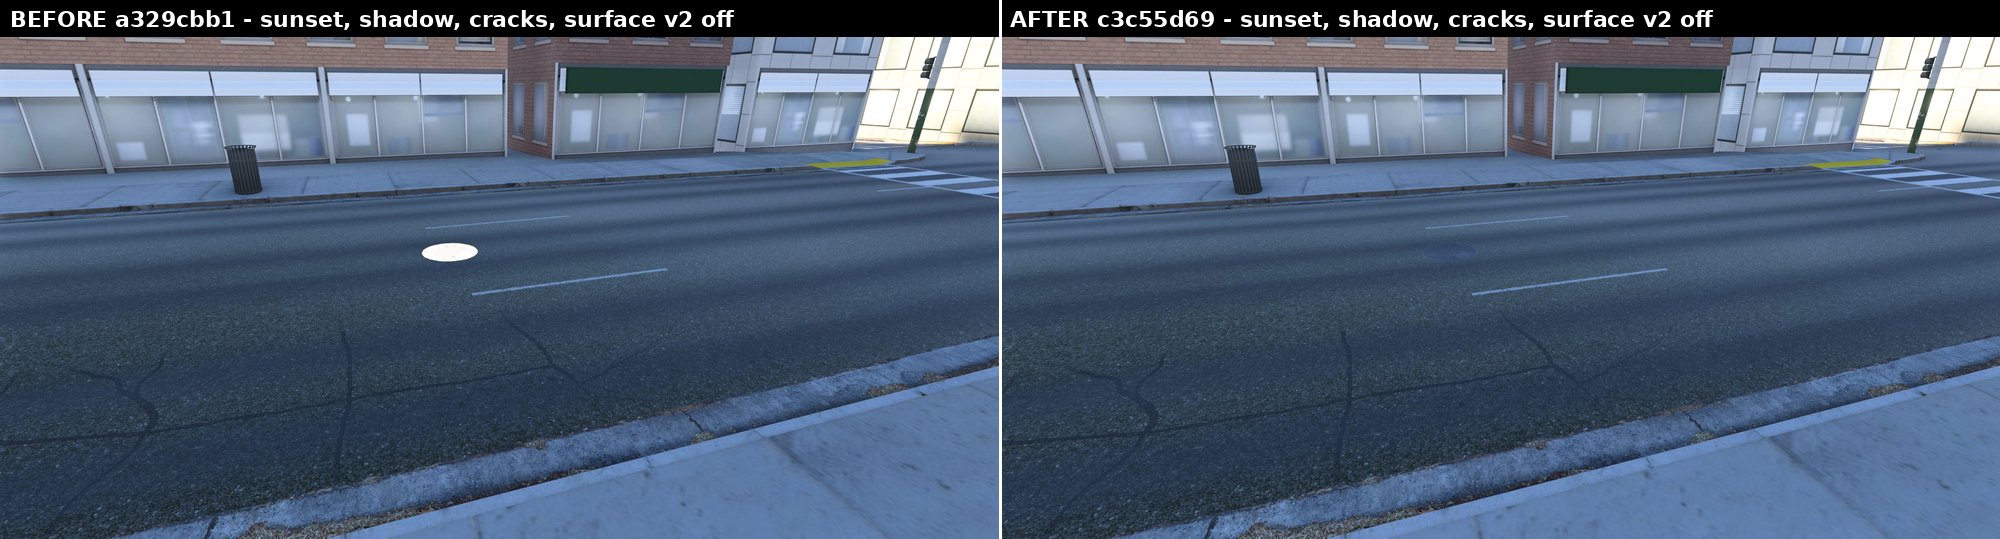 BEFORE a329cbb1 - sunset, shadow, cracks, surface v2 off
AFTER c3c55d69 - sunset, shadow, cracks, surface v2 off